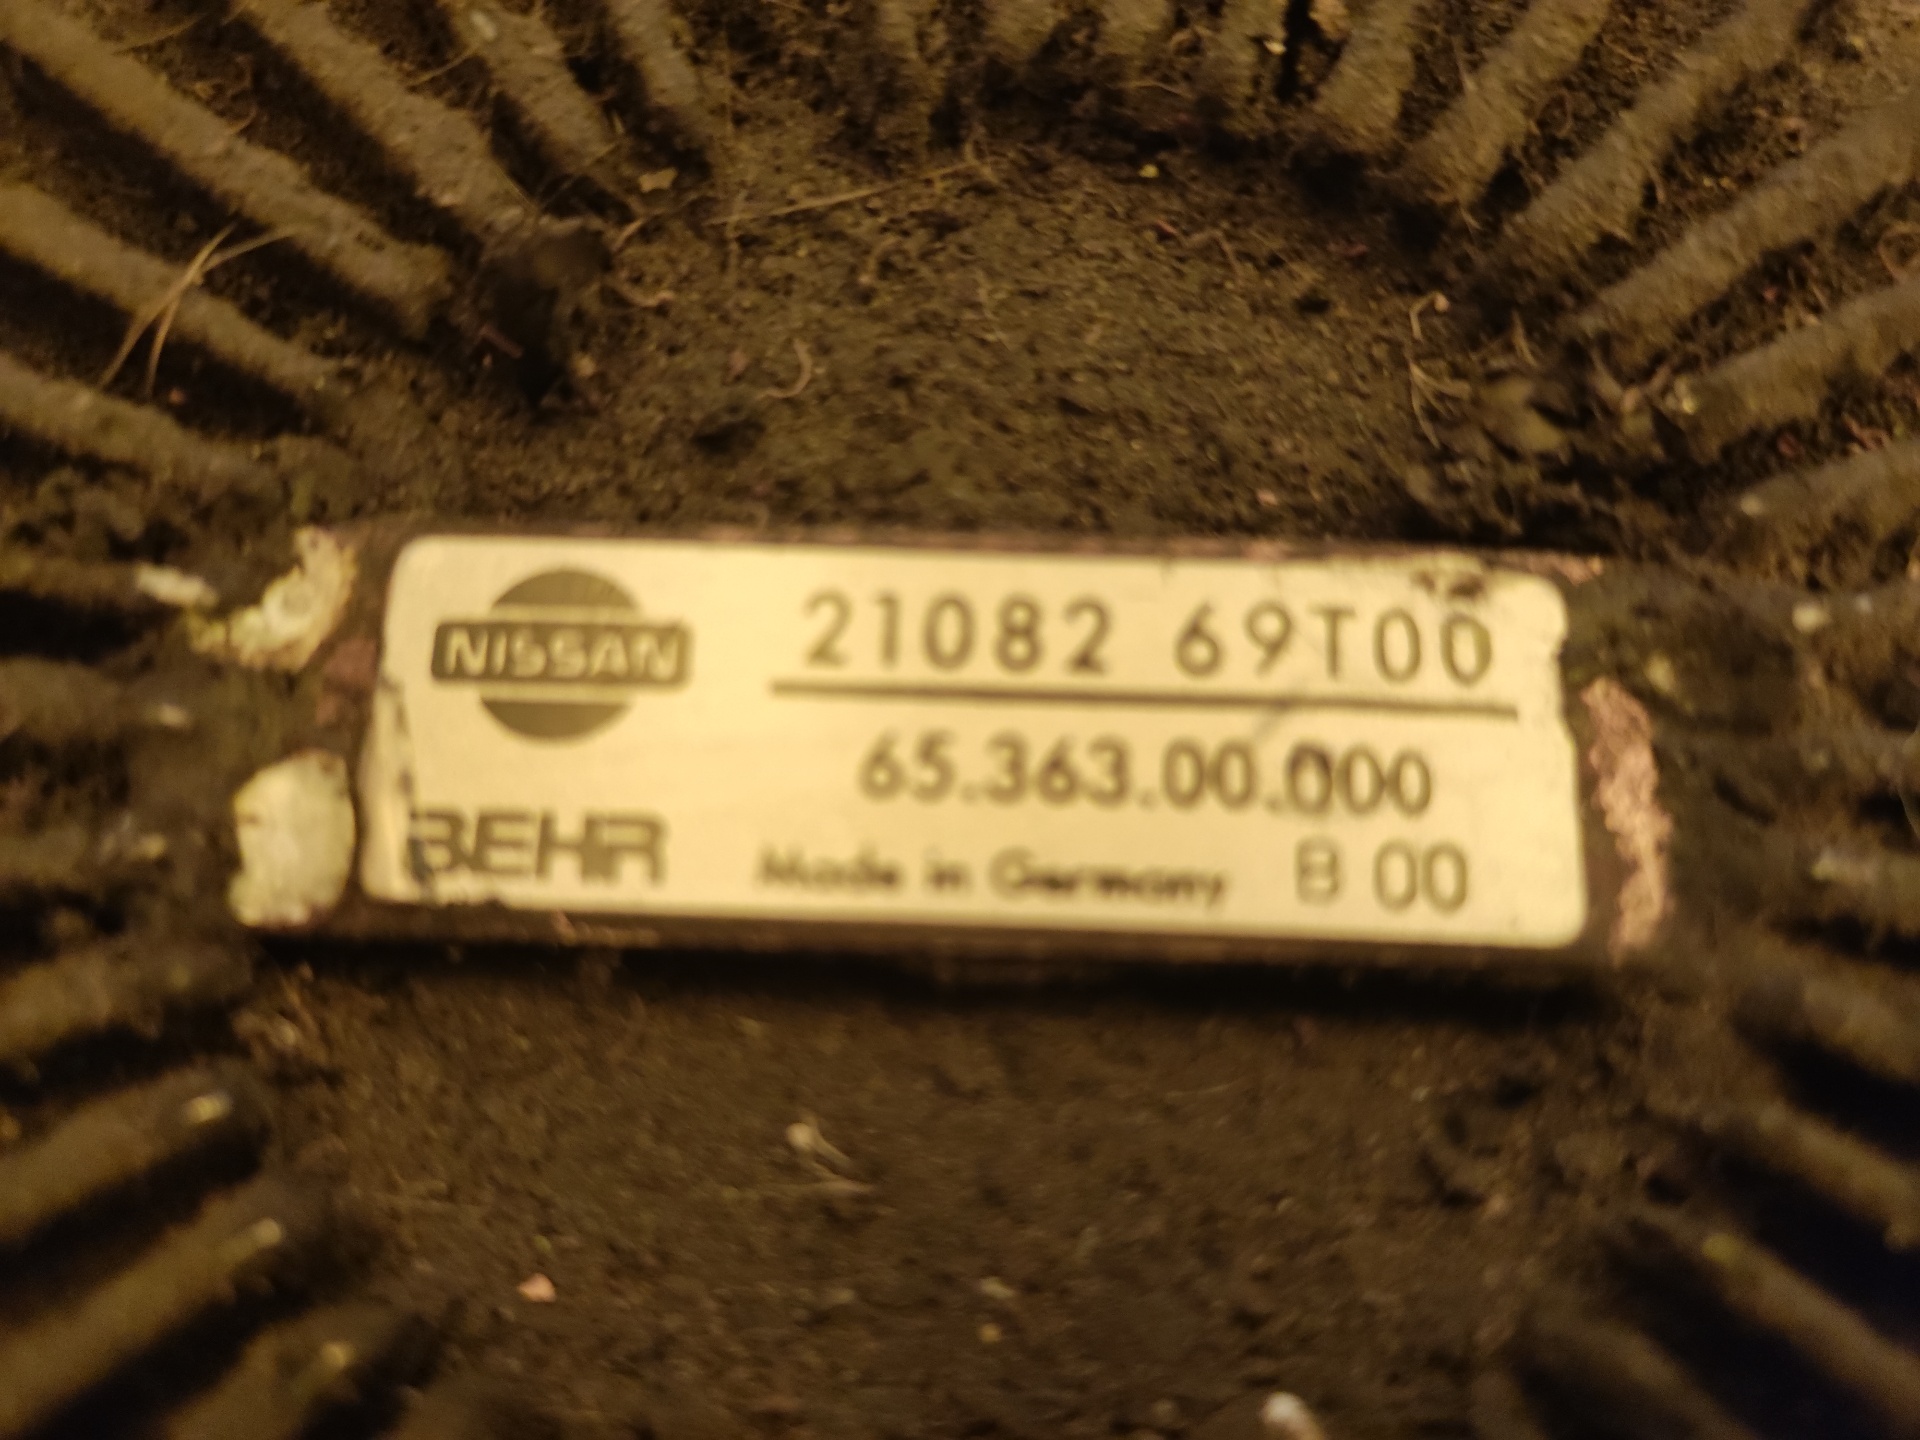 NISSAN
21082 69T00
65.363.00.000
BEHR
Made in Germany B 00